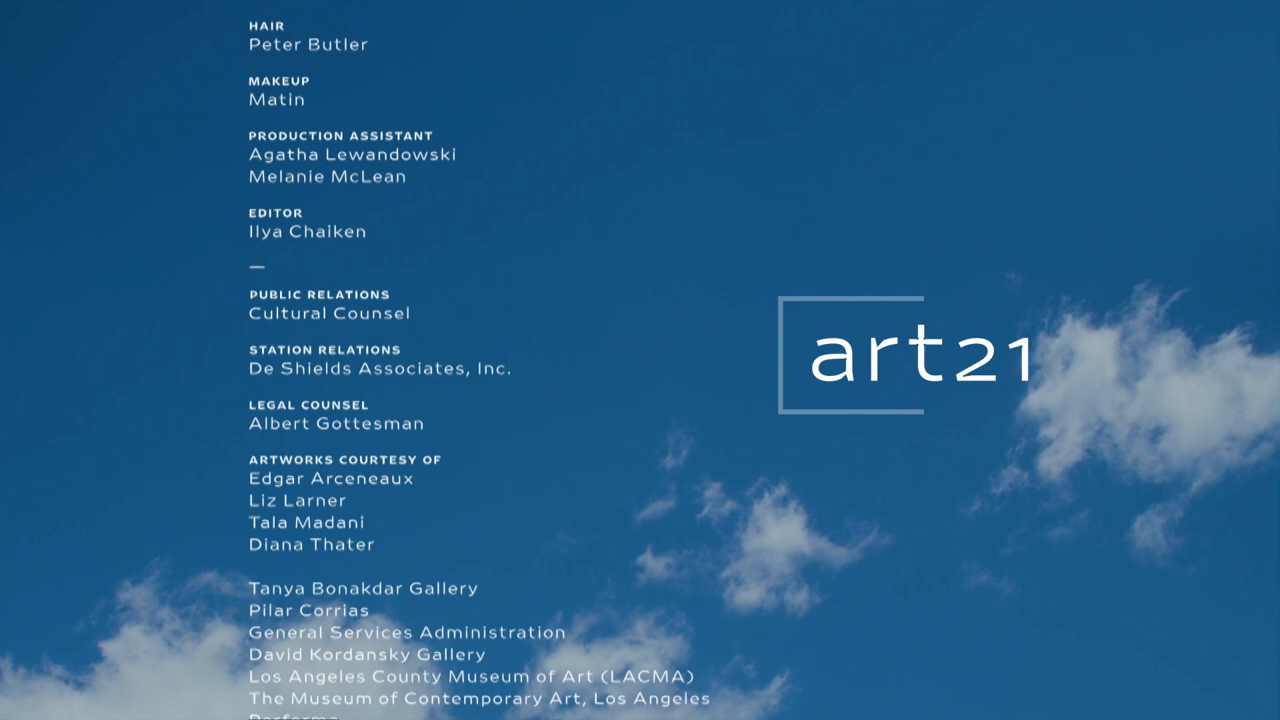 HAIR
Peter Butler
MAKEUP
Matin
PRODUCTION ASSISTANT
Agatha Lewandowski
Melanie McLean
EDITOR
Ilya Chaiken
—
PUBLIC RELATIONS
Cultural Counsel
STATION RELATIONS
De Shields Associates, Inc.
LEGAL COUNSEL
Albert Gottesman
ARTWORKS COURTESY OF
Edgar Arceneaux
Liz Larner
Tala Madani
Diana Thater
Tanya Bonakdar Gallery
Pilar Corrias
General Services Administration
David Kordansky Gallery
Los Angeles County Museum of Art (LACMA)
The Museum of Contemporary Art, Los Angeles
art21